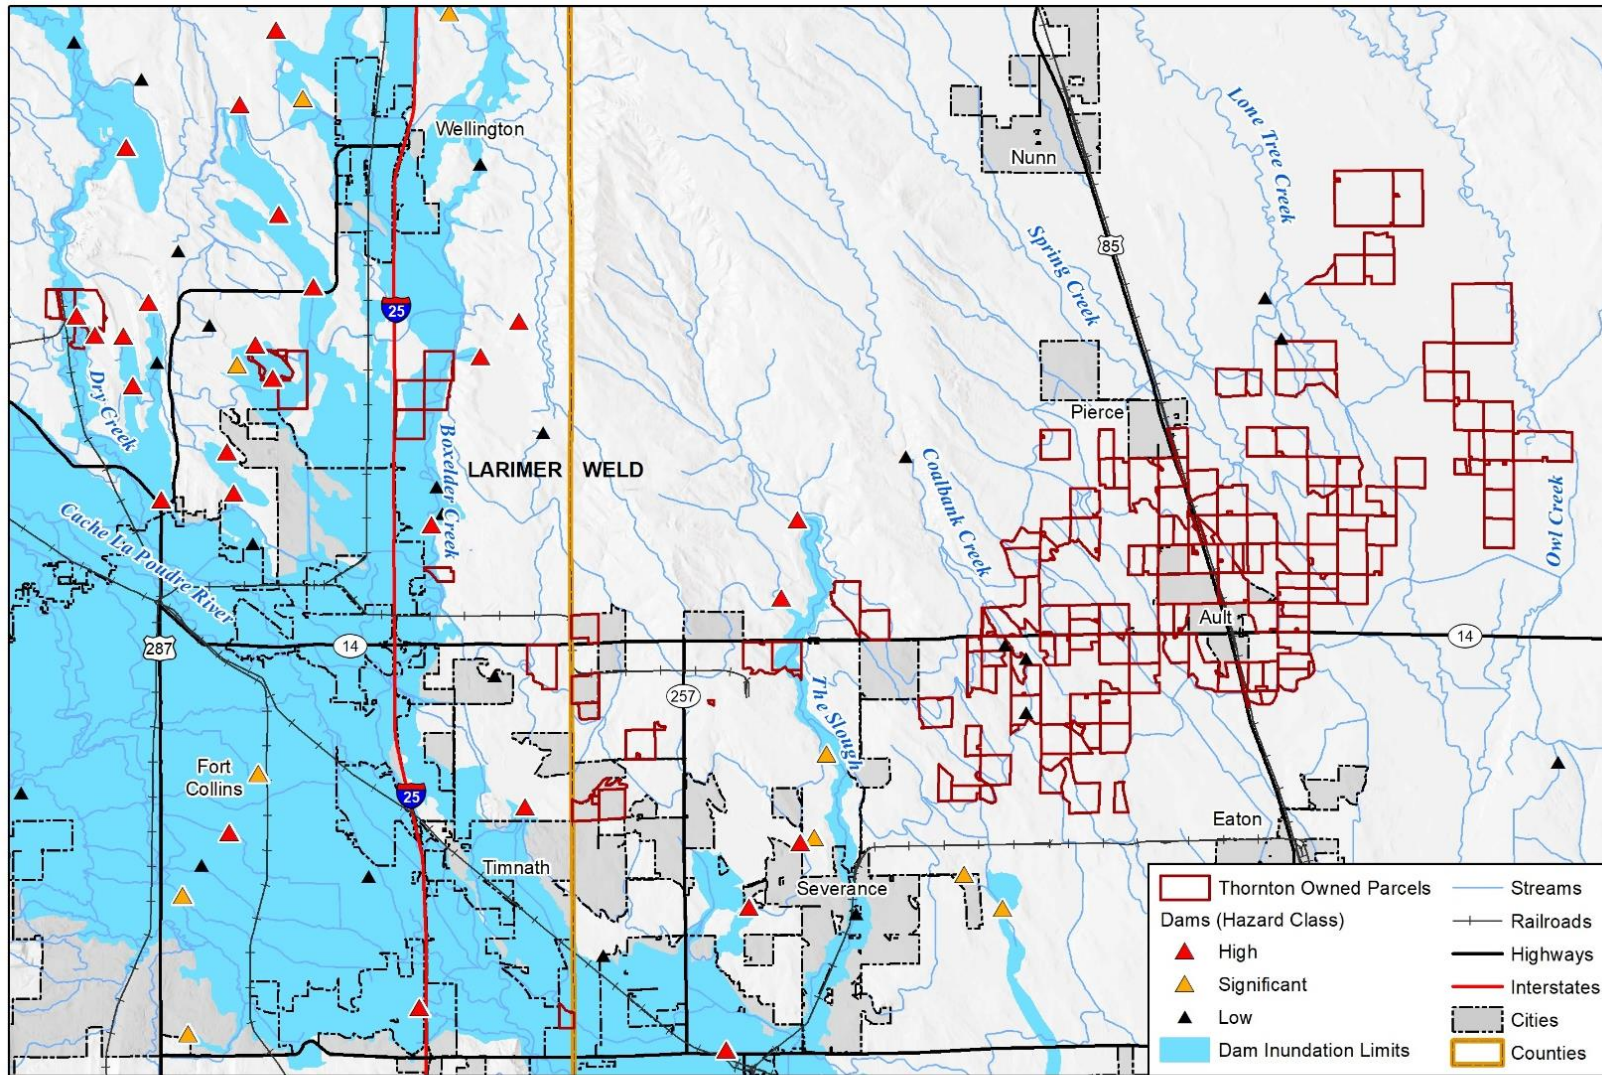 Wellington
Nunn
Lone Tree Creek
Spring Creek
85
25
Dry Creek
Pierce
Boxelder Creek
LARIMER WELD
Coalbank Creek
Owl Creek
Cache La Poudre River
Ault
287
14
14
257
The Slough
Fort
Collins
25
Eaton
Timnath
Severance
Thornton Owned Parcels
Dams (Hazard Class)
High
Significant
Low
Dam Inundation Limits
Streams
Railroads
Highways
Interstates
Cities
Counties